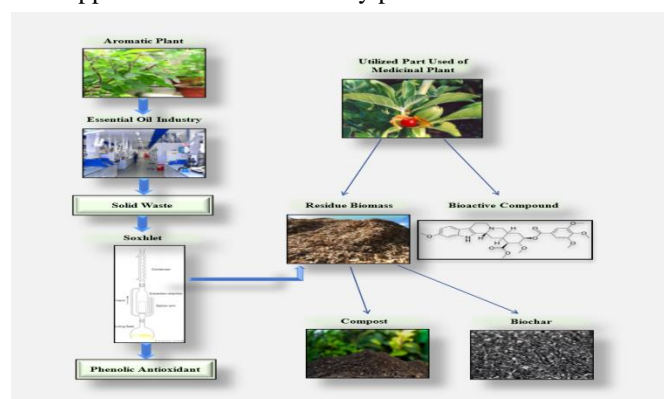 Aromatic Plant
Utilized Part Used of
Medicinal Plant
Essential Oil Industry
Solid Waste
Residue Biomass
Bioactive Compound
Soxhlet
Condenser
Compost
Biochar
Phenolic Antioxidant